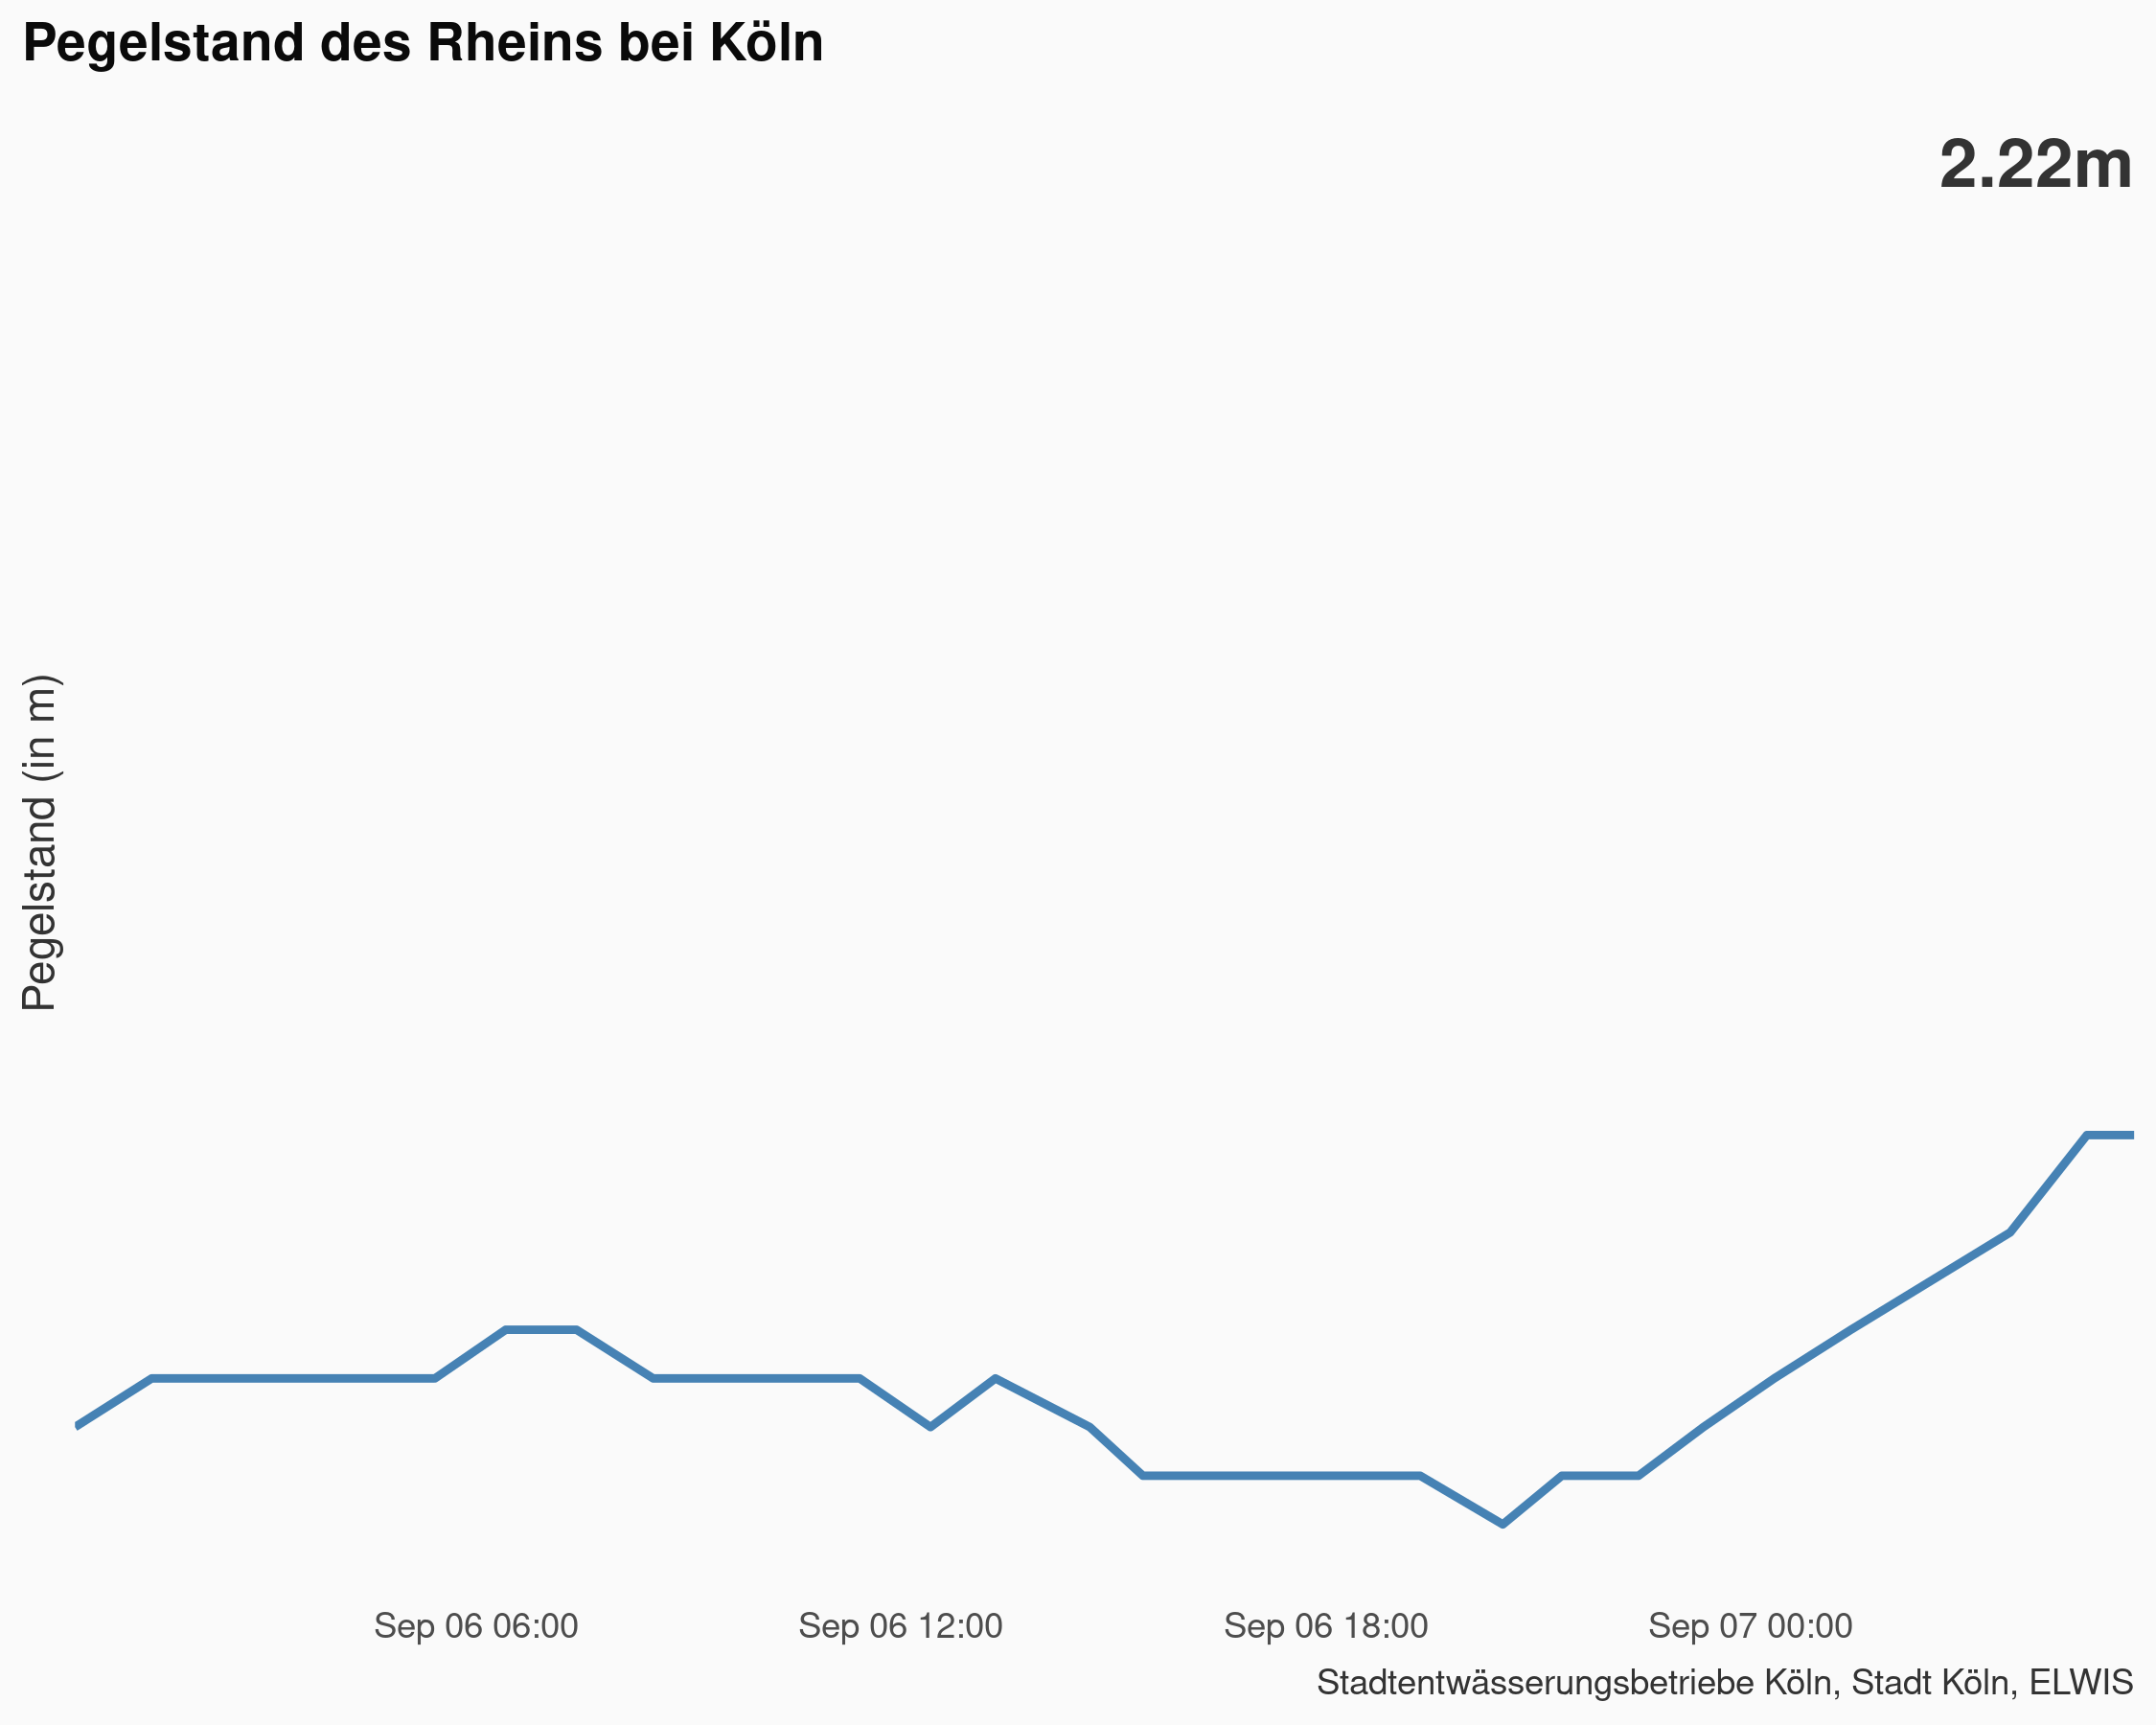 Pegelstand des Rheins bei Köln
2.22m
Pegelstand (in m)
Sep 06 06:00
Sep 06 12:00
Sep 06 18:00
Sep 07 00:00
Stadtentwässerungsbetriebe Köln, Stadt Köln, ELWIS